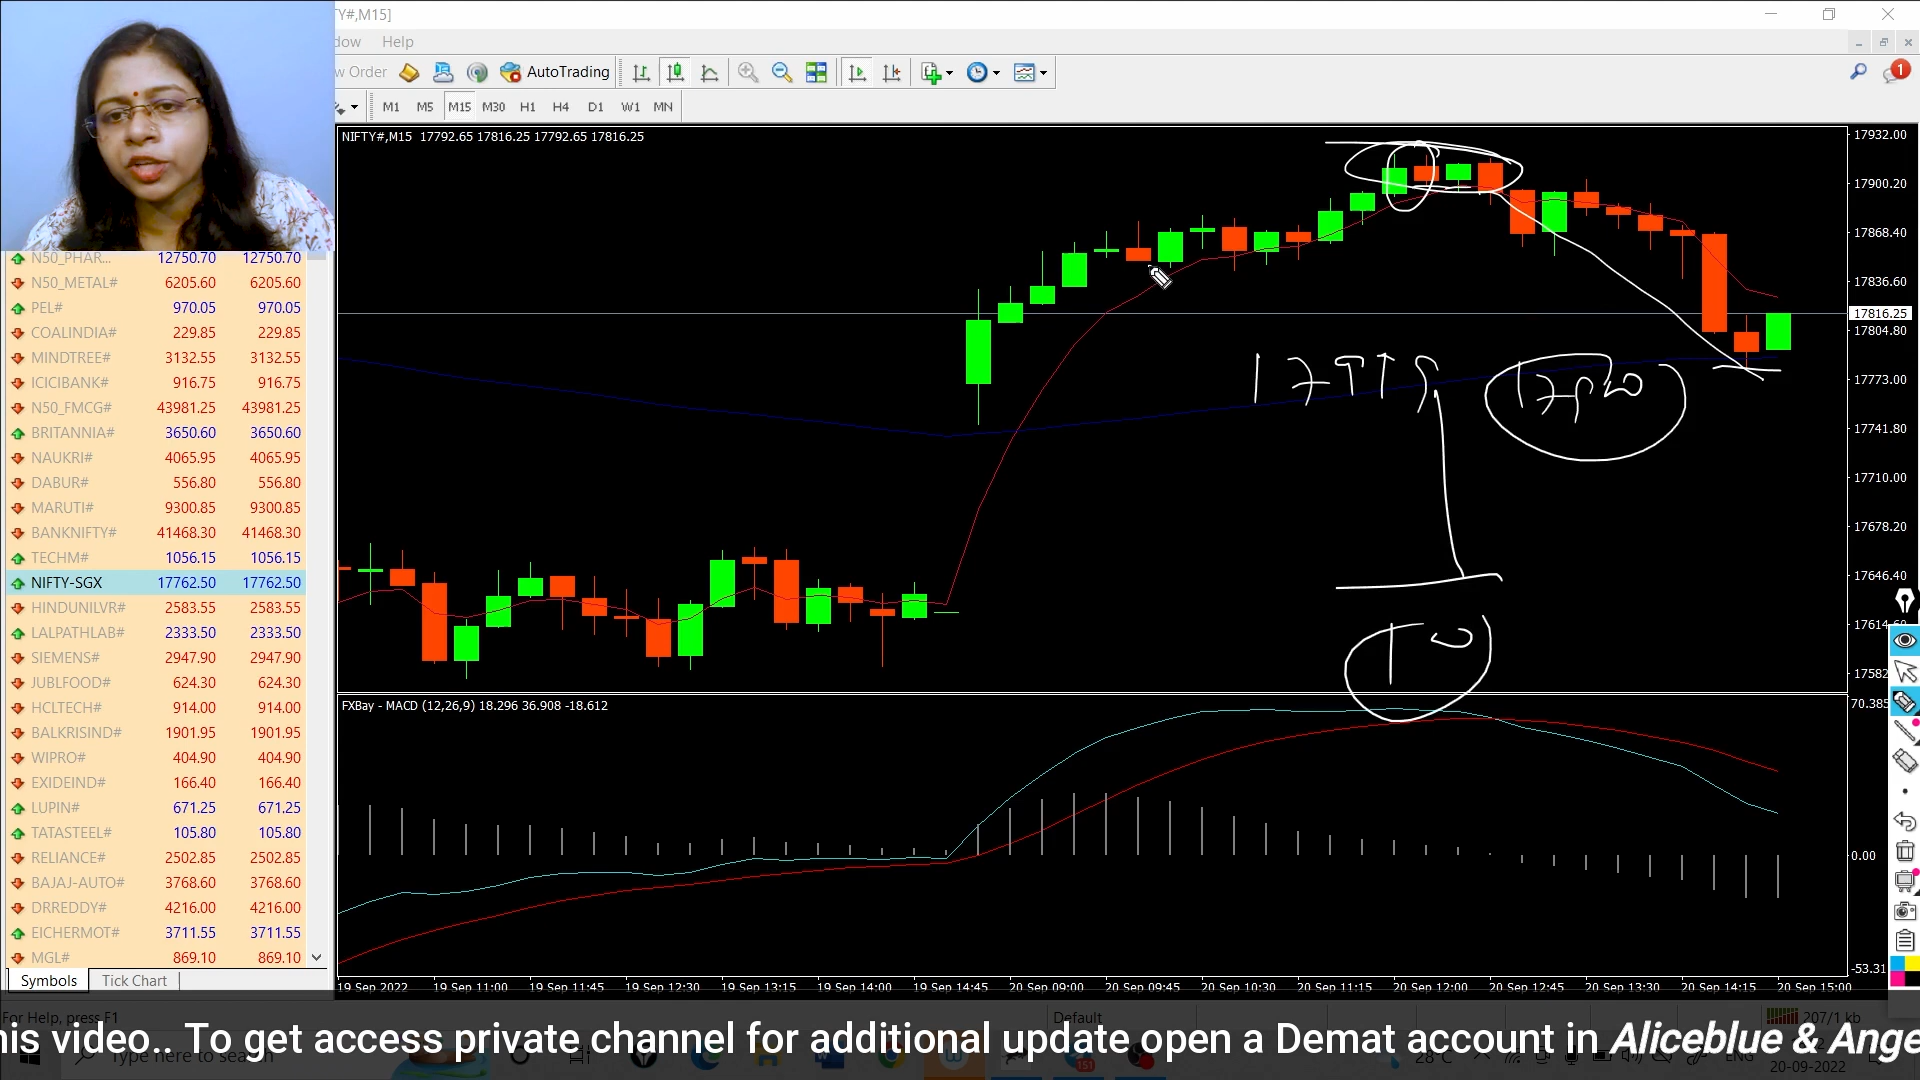 TY#,M15]
dow Help
w Order AutoTrading
1
M1 M5 M15 M30 H1 H4 D1 W1 MN
NIFTY#,M15 17792.65 17816.25 17792.65 17816.25
17932.00
17900.20
17868.40
17836.60
17816.25
17804.80
17773.00
17741.80
17710.00
17678.20
17646.40
17614.60
17582
N50_PHAR... 12750.70 12750.70
N50_METAL# 6205.60 6205.60
PEL# 970.05 970.05
COALINDIA# 229.85 229.85
MINDTREE# 3132.55 3132.55
ICICIBANK# 916.75 916.75
N50_FMCG# 43981.25 43981.25
BRITANNIA# 3650.60 3650.60
NAUKRI# 4065.95 4065.95
DABUR# 556.80 556.80
MARUTI# 9300.85 9300.85
BANKNIFTY# 41468.30 41468.30
TECHM# 1056.15 1056.15
NIFTY-SGX 17762.50 17762.50
HINDUNILVR# 2583.55 2583.55
LALPATHLAB# 2333.50 2333.50
SIEMENS# 2947.90 2947.90
JUBLFOOD# 624.30 624.30
HCLTECH# 914.00 914.00
BALKRISIND# 1901.95 1901.95
WIPRO# 404.90 404.90
EXIDEIND# 166.40 166.40
LUPIN# 671.25 671.25
TATASTEEL# 105.80 105.80
RELIANCE# 2502.85 2502.85
BAJAJ-AUTO# 3768.60 3768.60
DRREDDY# 4216.00 4216.00
EICHERMOT# 3711.55 3711.55
MGL# 869.10 869.10
Symbols Tick Chart
FXBay - MACD (12,26,9) 18.296 36.908 -18.612
70.385
0.00
-53.31
19 Sep 2022 19 Sep 11:00 19 Sep 11:45 19 Sep 12:30 19 Sep 13:15 19 Sep 14:00 19 Sep 14:45 20 Sep 09:00 20 Sep 09:45 20 Sep 10:30 20 Sep 11:15 20 Sep 12:00 20 Sep 12:45 20 Sep 13:30 20 Sep 14:15 20 Sep 15:00
For Help, press F1 Default 207/1 kb
his video.. To get access private channel for additional update open a Demat account in Aliceblue & Ange
Type here to search 28°C ENG
20-09-2022